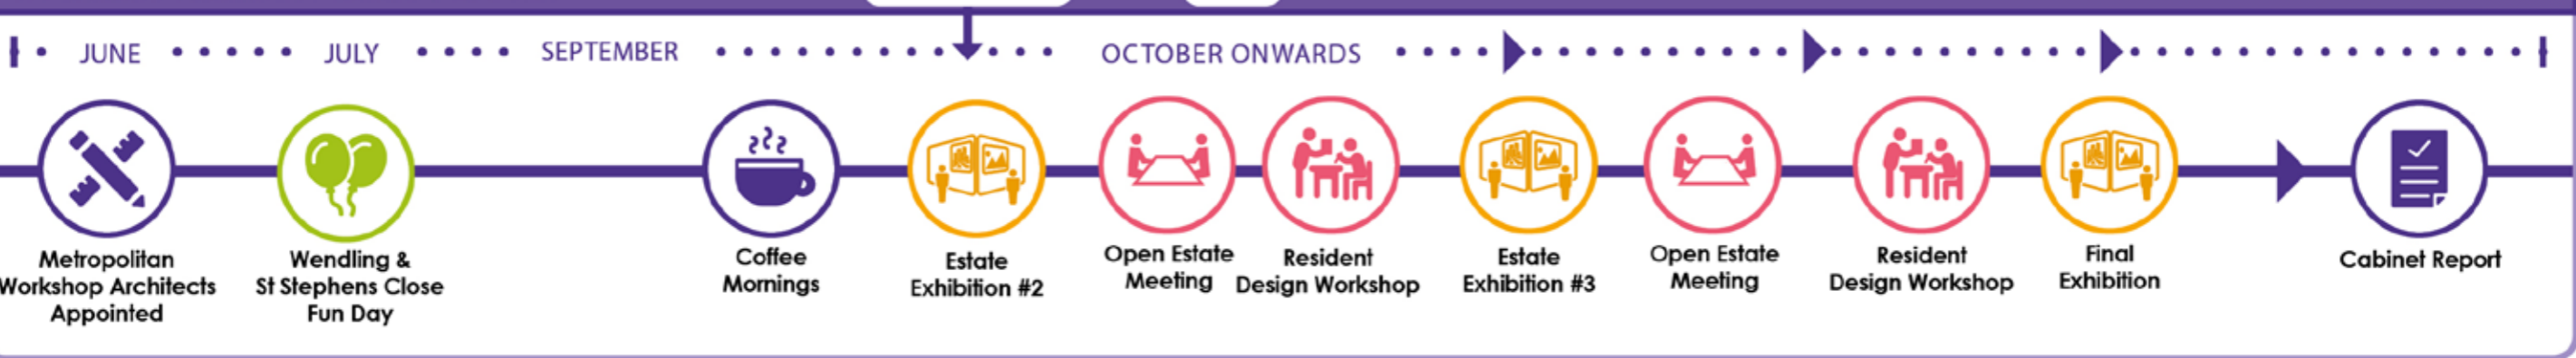 JUNE
JULY
SEPTEMBER
OCTOBER ONWARDS
Metropolitan
Workshop Architects
Appointed
Wendling &
St Stephens Close
Fun Day
Coffee
Mornings
Estate
Exhibition #2
Open Estate
Meeting
Resident
Design Workshop
Estate
Exhibition #3
Open Estate
Meeting
Resident
Design Workshop
Final
Exhibition
Cabinet Report